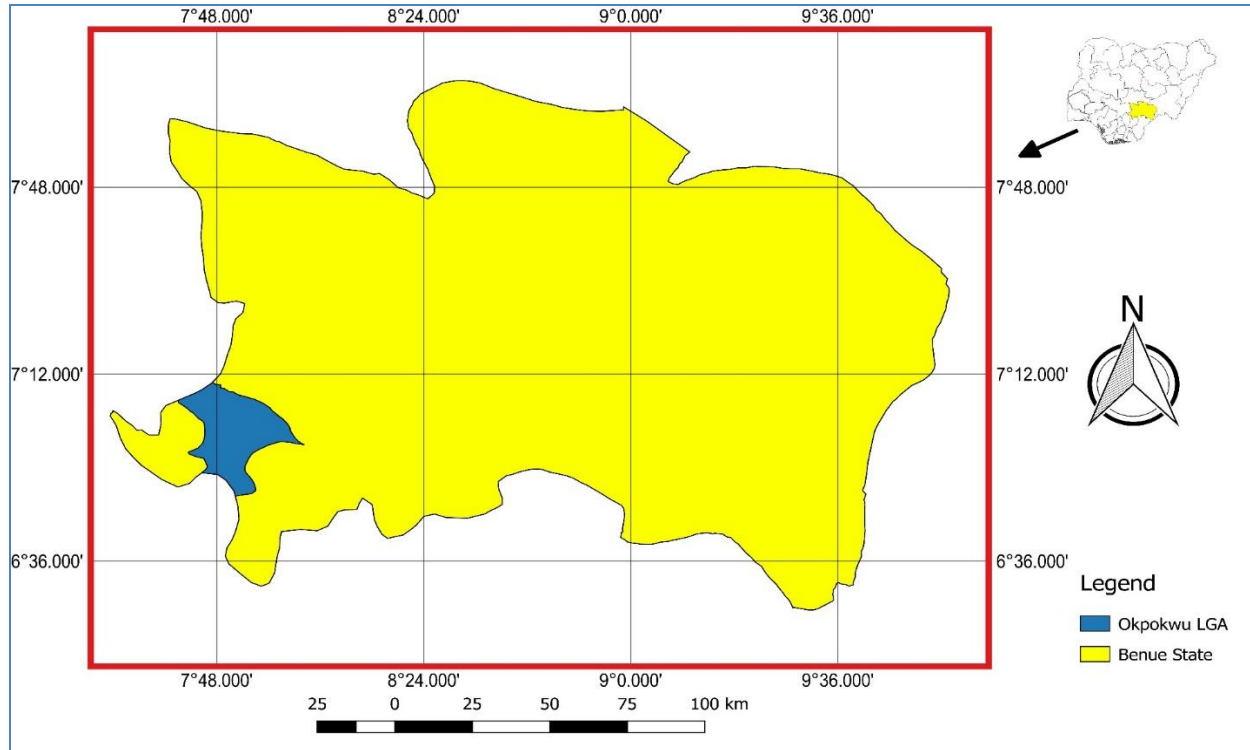 7°48.000' 8°24.000' 9°0.000' 9°36.000'
7°48.000' 7°48.000'
N
7°12.000' 7°12.000'
6°36.000' 6°36.000'
Legend
Okpokwu LGA
Benue State
7°48.000' 8°24.000' 9°0.000' 9°36.000'
25 0 25 50 75 100 km